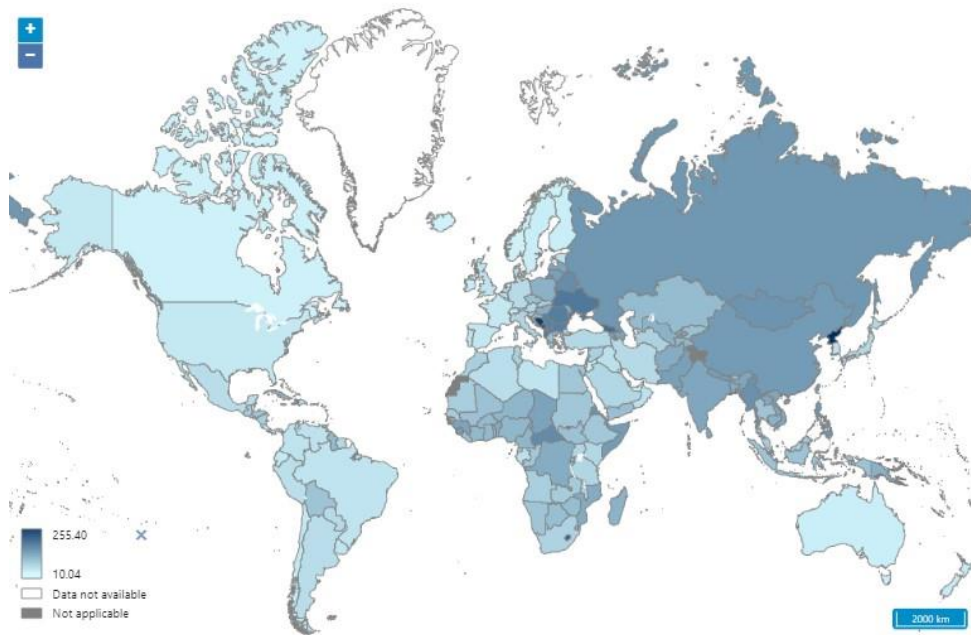 +
−
255.40
10.04
Data not available
Not applicable
2000 km